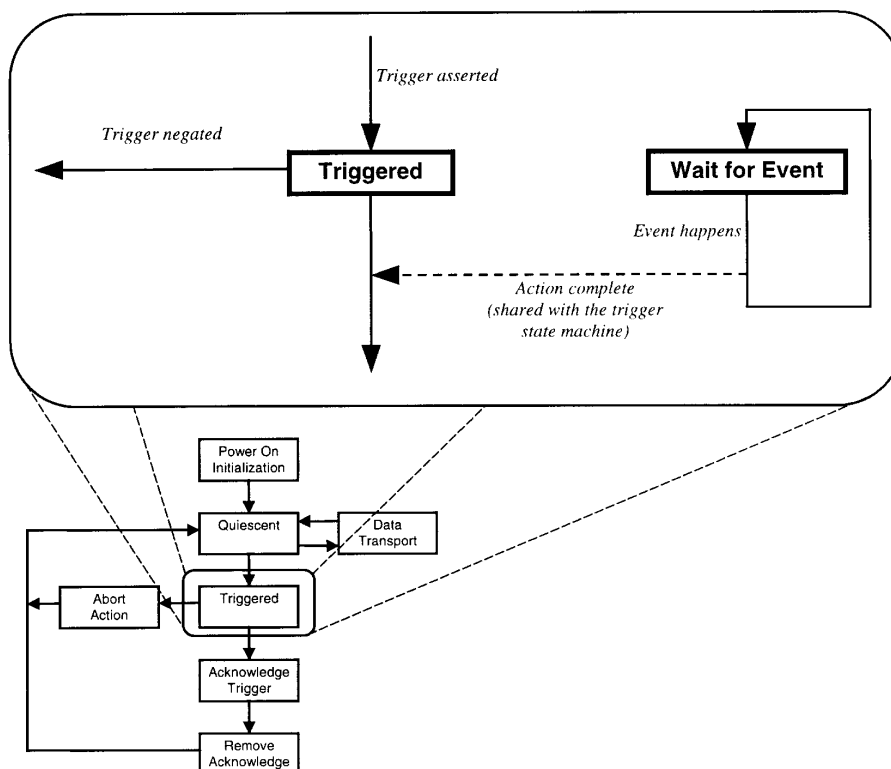 Trigger asserted
Trigger negated
Triggered
Wait for Event
Event happens
Action complete
(shared with the trigger
state machine)
Power On
Initialization
Quiescent
Data
Transport
Triggered
Abort
Action
Acknowledge
Trigger
Remove
Acknowledge